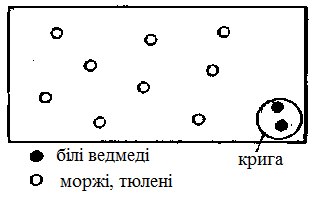 крига
білі ведмеді
моржі, тюлені